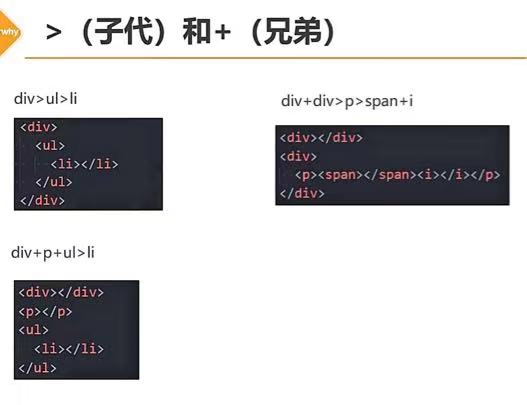 why
> （子代）和+（兄弟）
div>ul>li
<div>
<ul>
<li></li>
</ul>
</div>
div+div>p>span+i
<div></div>
<div>
<p><span></span><i></i></p>
</div>
div+p+ul>li
<div></div>
<p></p>
<ul>
<li></li>
</ul>